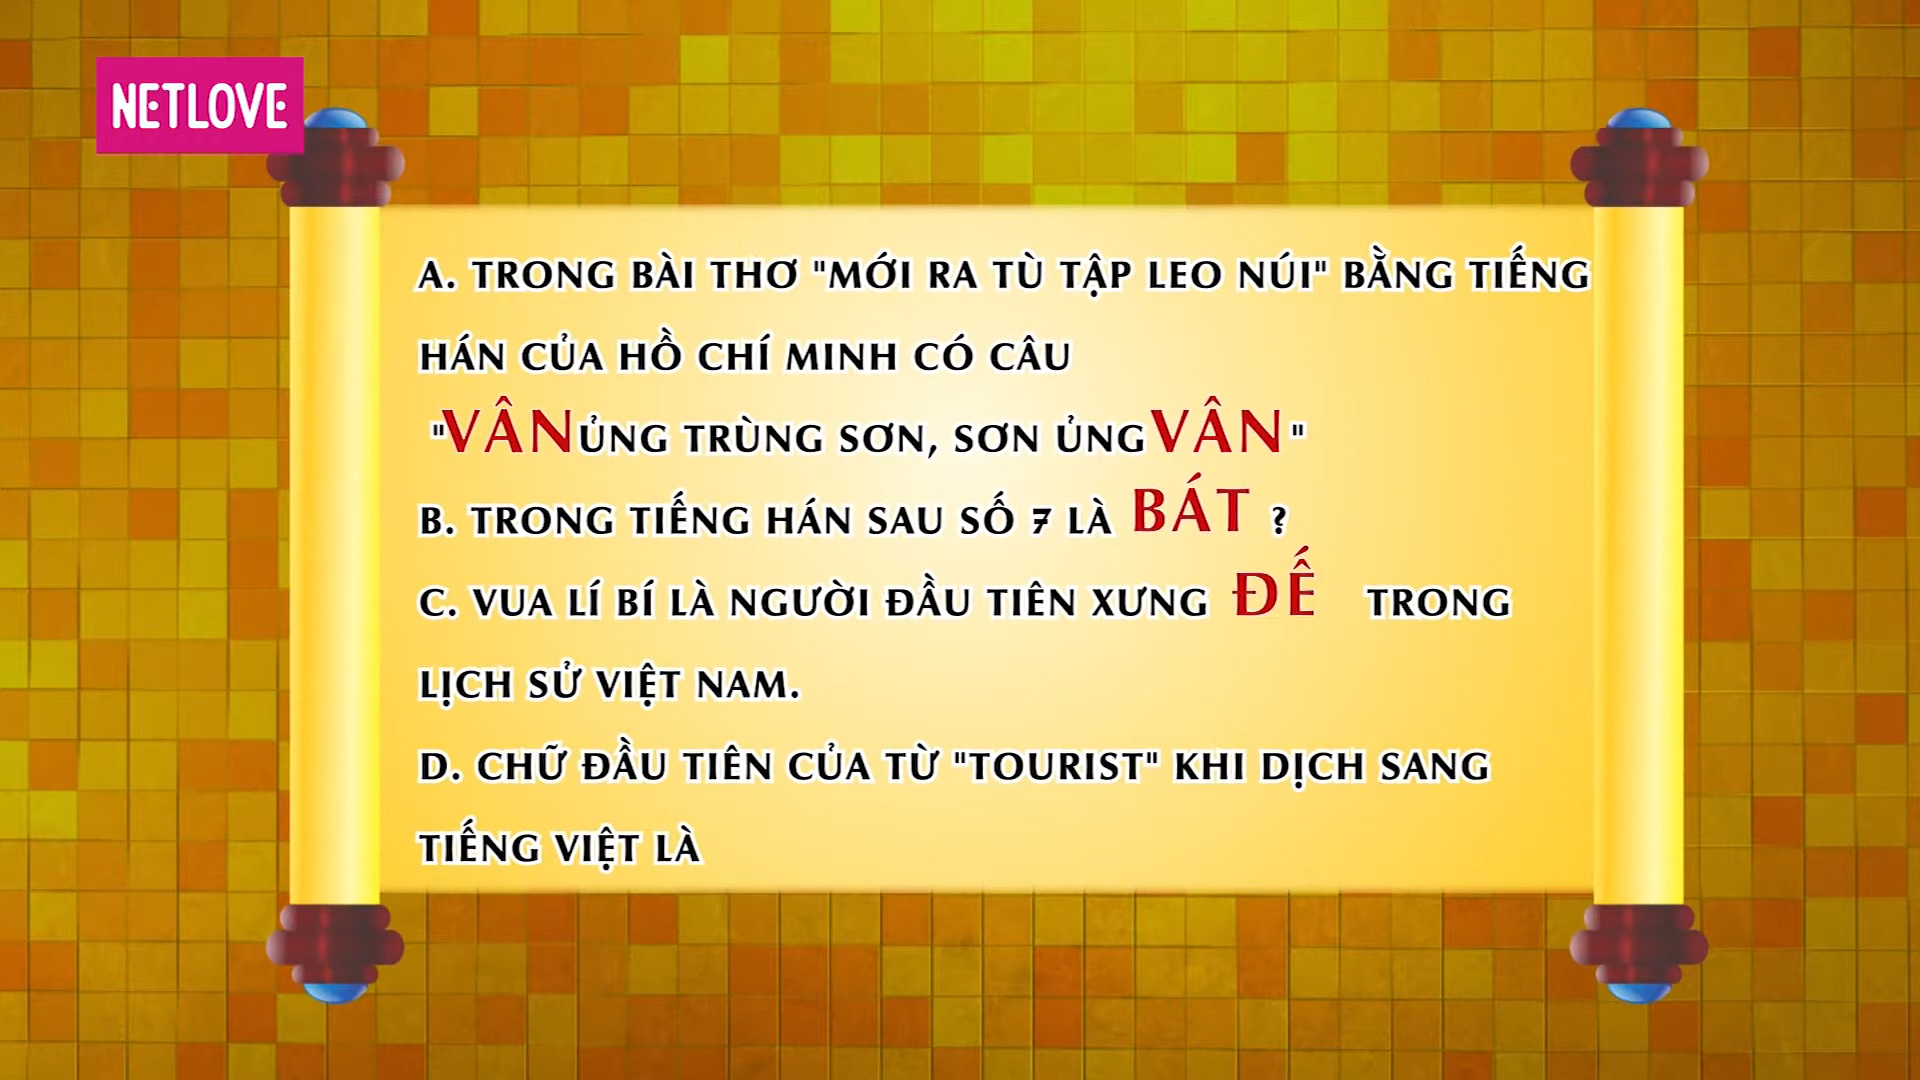 NETLOVE
A. TRONG BÀI THƠ "MỚI RA TÙ TẬP LEO NÚI" BẰNG TIẾNG
HÁN CỦA HỒ CHÍ MINH CÓ CÂU
"VÂN ỦNG TRÙNG SƠN, SƠN ỦNG VÂN"
B. TRONG TIẾNG HÁN SAU SỐ 7 LÀ BÁT ?
C. VUA LÍ BÍ LÀ NGƯỜI ĐẦU TIÊN XƯNG ĐẾ TRONG
LỊCH SỬ VIỆT NAM.
D. CHỮ ĐẦU TIÊN CỦA TỪ "TOURIST" KHI DỊCH SANG
TIẾNG VIỆT LÀ